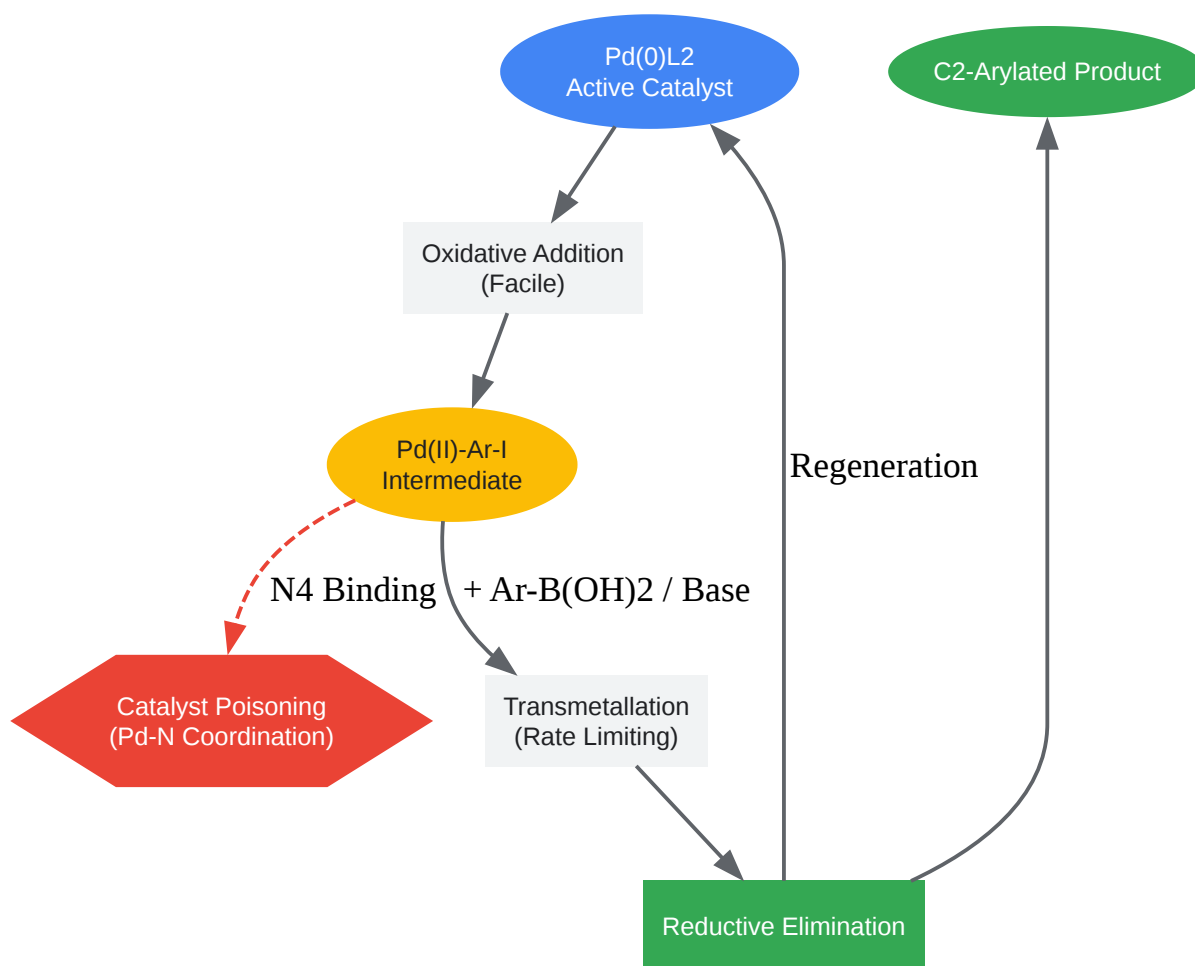 Pd(0)L2
Active Catalyst
C2-Arylated Product
Oxidative Addition
(Facile)
Pd(II)-Ar-I
Intermediate
Regeneration
N4 Binding
+ Ar-B(OH)2 / Base
Catalyst Poisoning
(Pd-N Coordination)
Transmetallation
(Rate Limiting)
Reductive Elimination